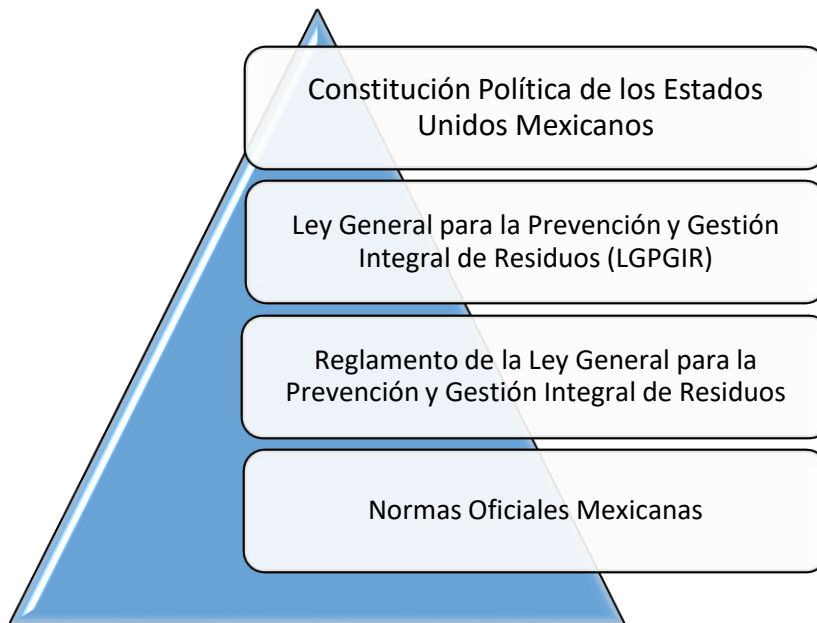 Constitución Política de los Estados
Unidos Mexicanos
Ley General para la Prevención y Gestión
Integral de Residuos (LGPGIR)
Reglamento de la Ley General para la
Prevención y Gestión Integral de Residuos
Normas Oficiales Mexicanas